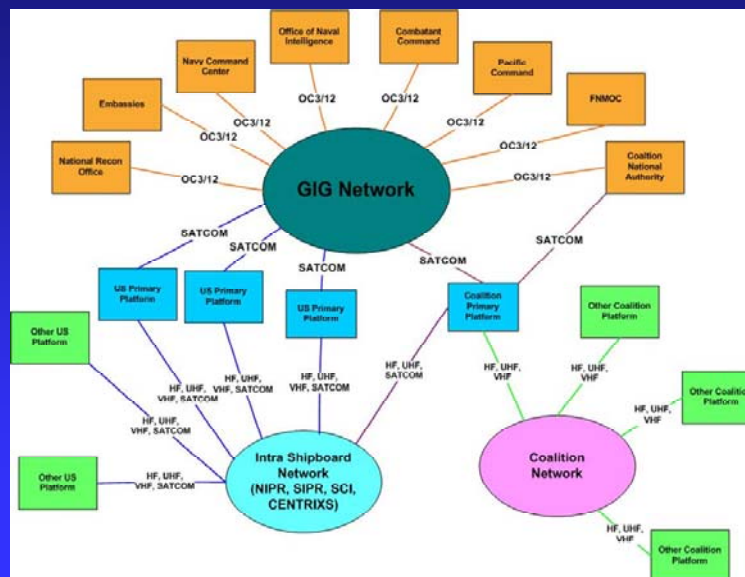 Office of Naval
Intelligence
Combatant
Command
Navy Command
Center
Pacific
Command
Embassies
FNMOC
National Recon
Office
Coaltion
National
Authority
OC3/12
OC3/12
OC3/12
OC3/12
OC3/12
OC3/12
OC3/12
OC3/12
GIG Network
SATCOM
SATCOM
SATCOM
SATCOM
SATCOM
US Primary
Platform
US Primary
Platform
US Primary
Platform
Coalition
Primary
Platform
Other Coalition
Platform
Other US
Platform
HF, UHF,
VHF, SATCOM
HF, UHF,
VHF, SATCOM
HF, UHF,
VHF, SATCOM
HF, UHF,
SATCOM
HF, UHF,
VHF
HF, UHF,
VHF
Other Coalition
Platform
HF, UHF,
VHF
HF, UHF,
VHF, SATCOM
Other US
Platform
HF, UHF,
VHF, SATCOM
Intra Shipboard
Network
(NIPR, SIPR, SCI,
CENTRIXS)
Coalition
Network
HF, UHF,
VHF
Other Coalition
Platform